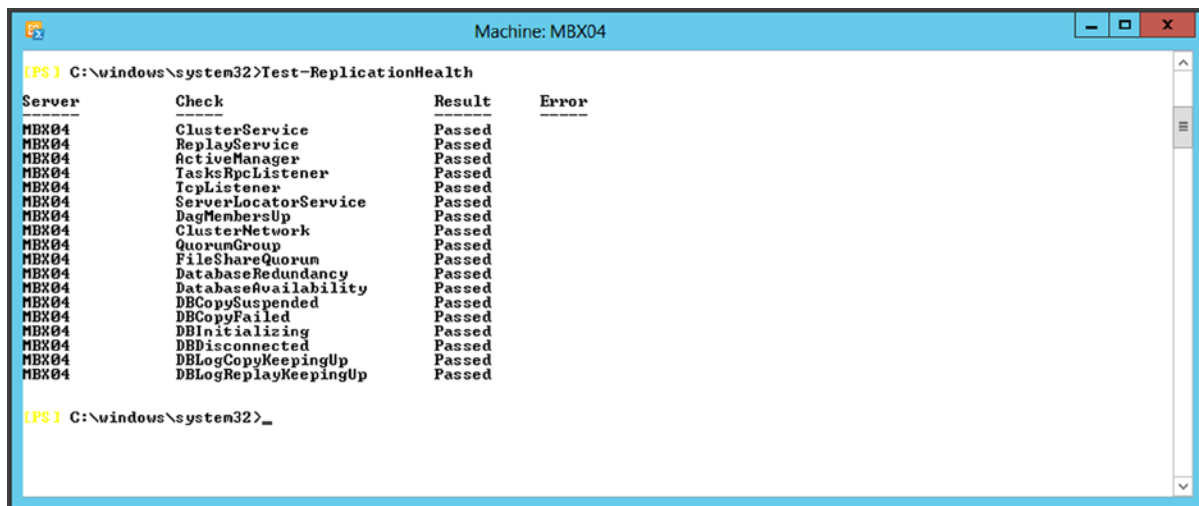 Machine: MBX04
[PS] C:\windows\system32>Test-ReplicationHealth
Server Check Result Error
------ ----- ------ -----
MBX04 ClusterService Passed
MBX04 ReplayService Passed
MBX04 ActiveManager Passed
MBX04 TasksRpcListener Passed
MBX04 TcpListener Passed
MBX04 ServerLocatorService Passed
MBX04 DagMembersUp Passed
MBX04 ClusterNetwork Passed
MBX04 QuorumGroup Passed
MBX04 FileShareQuorum Passed
MBX04 DatabaseRedundancy Passed
MBX04 DatabaseAvailability Passed
MBX04 DBCopySuspended Passed
MBX04 DBCopyFailed Passed
MBX04 DBInitializing Passed
MBX04 DBDisconnected Passed
MBX04 DBLogCopyKeepingUp Passed
MBX04 DBLogReplayKeepingUp Passed
[PS] C:\windows\system32>_